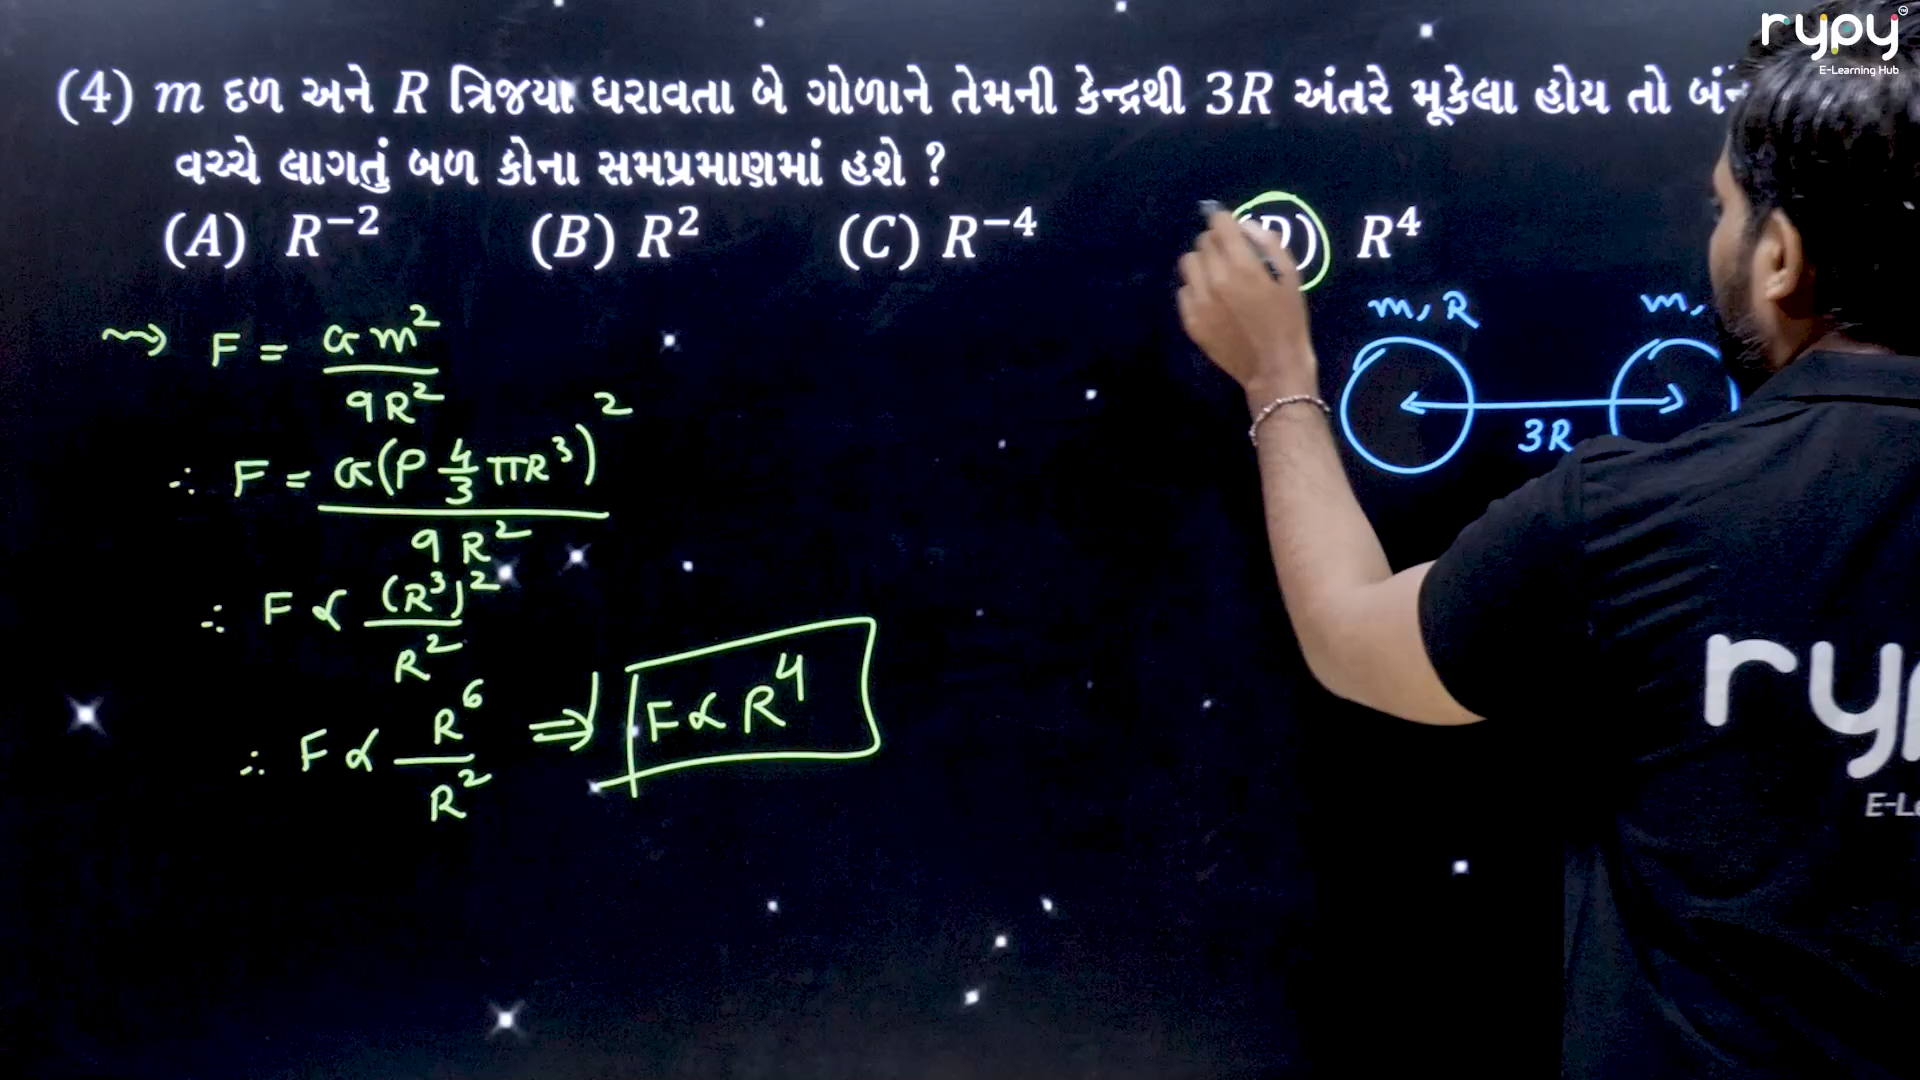 rypy
E-Learning Hub
(4) m દળ અને R ત્રિજ્યા ધરાવતા બે ગોળાને તેમની કેન્દ્રથી 3R અંતરે મૂકેલા હોય તો
વચ્ચે લાગતું બળ કોના સમપ્રમાણમાં હશે ?
(A) R⁻² (B) R² (C) R⁻⁴ (D) R⁴
m, R m,
3R
⇝ F = Gm² / 9R²
∴ F = G(ρ 4/3 πR³)² / 9R²
∴ F ∝ (R³)² / R²
∴ F ∝ R⁶ / R² ⇒ F ∝ R⁴